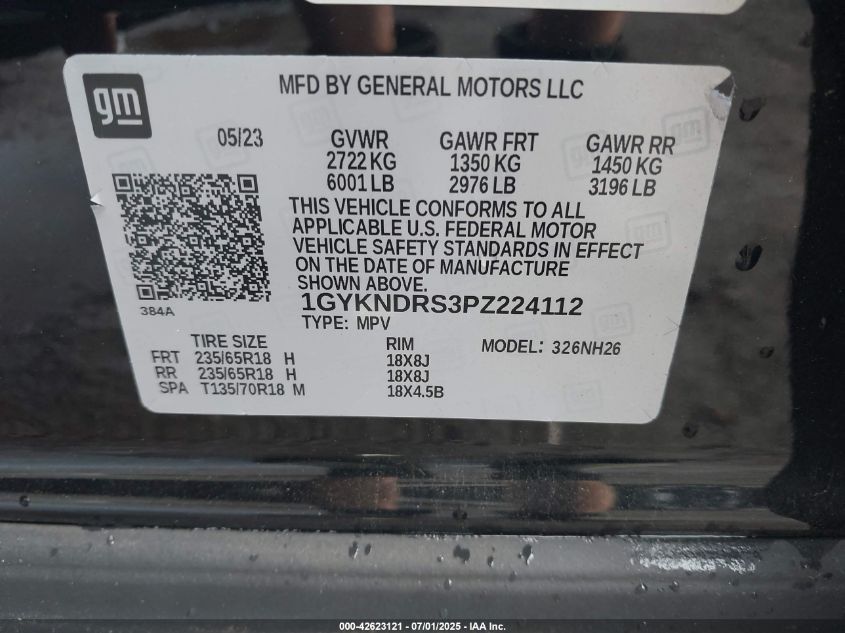 gm
MFD BY GENERAL MOTORS LLC
05/23
GVWR GAWR FRT GAWR RR
2722 KG 1350 KG 1450 KG
6001 LB 2976 LB 3196 LB
THIS VEHICLE CONFORMS TO ALL
APPLICABLE U.S. FEDERAL MOTOR
VEHICLE SAFETY STANDARDS IN EFFECT
ON THE DATE OF MANUFACTURE
SHOWN ABOVE.
1GYKNDRS3PZ224112
384A
TYPE: MPV
TIRE SIZE RIM MODEL: 326NH26
FRT 235/65R18 H 18X8J
RR 235/65R18 H 18X8J
SPA T135/70R18 M 18X4.5B
000-42623121 - 07/01/2025 - IAA Inc.